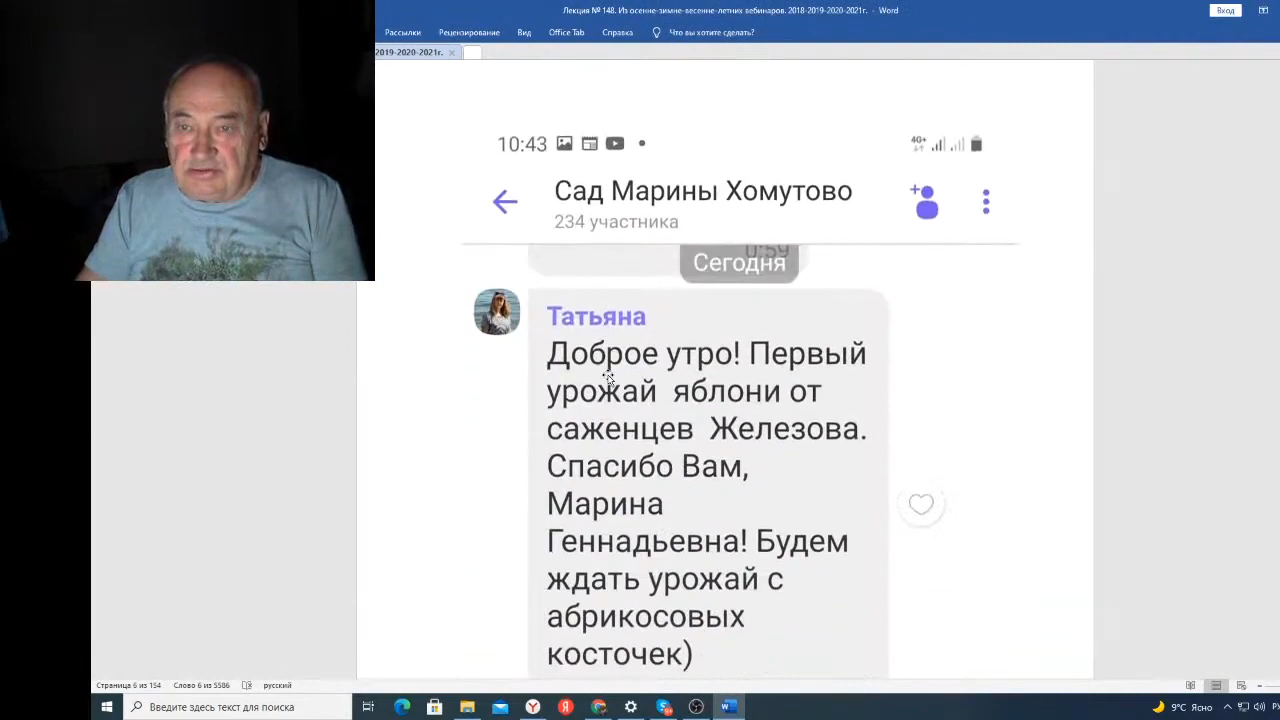 Лекция № 148. Из осенне-зимне-весенне-летних вебинаров. 2018-2019-2020-2021г. - Word
Вход
Рассылки Рецензирование Вид Office Tab Справка Что вы хотите сделать?
2019-2020-2021г.
10:43
4G+
Сад Марины Хомутово
234 участника
0:59
Сегодня
Татьяна
Доброе утро! Первый
урожай яблони от
саженцев Железова.
Спасибо Вам,
Марина
Геннадьевна! Будем
ждать урожай с
абрикосовых
косточек)
Страница 6 из 154 Слово 6 из 5586 русский
Введите здесь текст для поиска
9°C Ясно